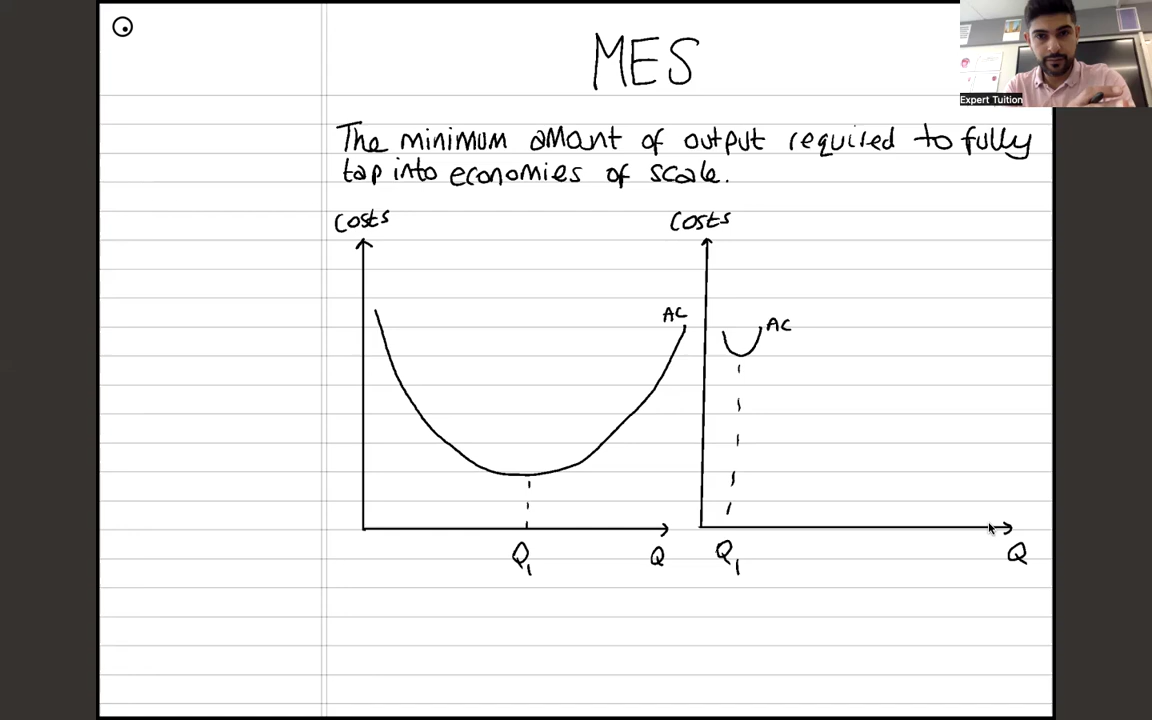 MES
Expert Tuition
The minimum amount of output required to fully
tap into economies of scale.
Costs
Costs
AC
AC
Q1
Q
Q1
Q